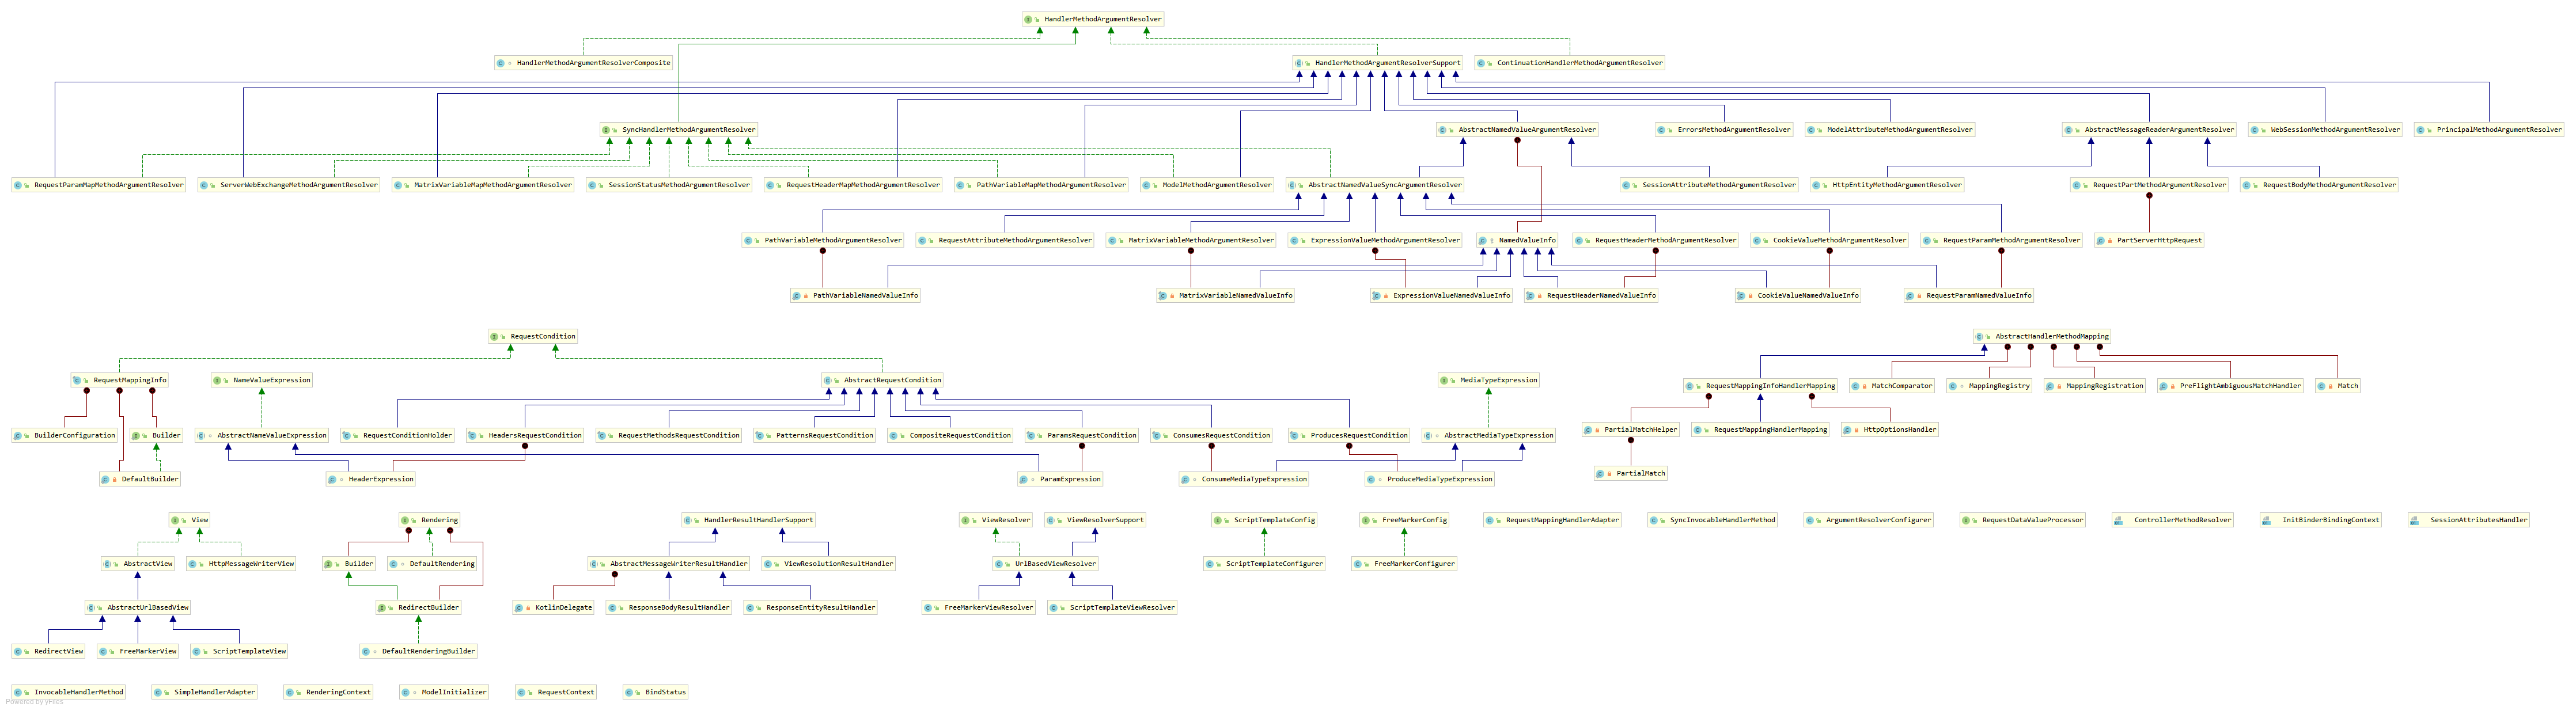 HandlerMethodArgumentResolver
HandlerMethodArgumentResolverComposite
HandlerMethodArgumentResolverSupport
ContinuationHandlerMethodArgumentResolver
SyncHandlerMethodArgumentResolver
AbstractNamedValueArgumentResolver
ErrorsMethodArgumentResolver
ModelAttributeMethodArgumentResolver
AbstractMessageReaderArgumentResolver
WebSessionMethodArgumentResolver
PrincipalMethodArgumentResolver
RequestParamMapMethodArgumentResolver
ServerWebExchangeMethodArgumentResolver
MatrixVariableMapMethodArgumentResolver
SessionStatusMethodArgumentResolver
RequestHeaderMapMethodArgumentResolver
PathVariableMapMethodArgumentResolver
ModelMethodArgumentResolver
AbstractNamedValueSyncArgumentResolver
SessionAttributeMethodArgumentResolver
HttpEntityMethodArgumentResolver
RequestPartMethodArgumentResolver
RequestBodyMethodArgumentResolver
PathVariableMethodArgumentResolver
RequestAttributeMethodArgumentResolver
MatrixVariableMethodArgumentResolver
ExpressionValueMethodArgumentResolver
NamedValueInfo
RequestHeaderMethodArgumentResolver
CookieValueMethodArgumentResolver
RequestParamMethodArgumentResolver
PartServerHttpRequest
PathVariableNamedValueInfo
MatrixVariableNamedValueInfo
ExpressionValueNamedValueInfo
RequestHeaderNamedValueInfo
CookieValueNamedValueInfo
RequestParamNamedValueInfo
RequestCondition
AbstractHandlerMethodMapping
RequestMappingInfo
NameValueExpression
AbstractRequestCondition
MediaTypeExpression
RequestMappingInfoHandlerMapping
MatchComparator
MappingRegistry
MappingRegistration
PreFlightAmbiguousMatchHandler
Match
BuilderConfiguration
Builder
AbstractNameValueExpression
RequestConditionHolder
HeadersRequestCondition
RequestMethodsRequestCondition
PatternsRequestCondition
CompositeRequestCondition
ParamsRequestCondition
ConsumesRequestCondition
ProducesRequestCondition
AbstractMediaTypeExpression
PartialMatchHelper
RequestMappingHandlerMapping
HttpOptionsHandler
DefaultBuilder
HeaderExpression
ParamExpression
ConsumeMediaTypeExpression
ProduceMediaTypeExpression
PartialMatch
View
Rendering
HandlerResultHandlerSupport
ViewResolver
ViewResolverSupport
ScriptTemplateConfig
FreeMarkerConfig
RequestMappingHandlerAdapter
SyncInvocableHandlerMethod
ArgumentResolverConfigurer
RequestDataValueProcessor
ControllerMethodResolver
InitBinderBindingContext
SessionAttributesHandler
AbstractView
HttpMessageWriterView
Builder
DefaultRendering
AbstractMessageWriterResultHandler
ViewResolutionResultHandler
UrlBasedViewResolver
ScriptTemplateConfigurer
FreeMarkerConfigurer
AbstractUrlBasedView
RedirectBuilder
KotlinDelegate
ResponseBodyResultHandler
ResponseEntityResultHandler
FreeMarkerViewResolver
ScriptTemplateViewResolver
RedirectView
FreeMarkerView
ScriptTemplateView
DefaultRenderingBuilder
InvocableHandlerMethod
SimpleHandlerAdapter
RenderingContext
ModelInitializer
RequestContext
BindStatus
Powered by yFiles